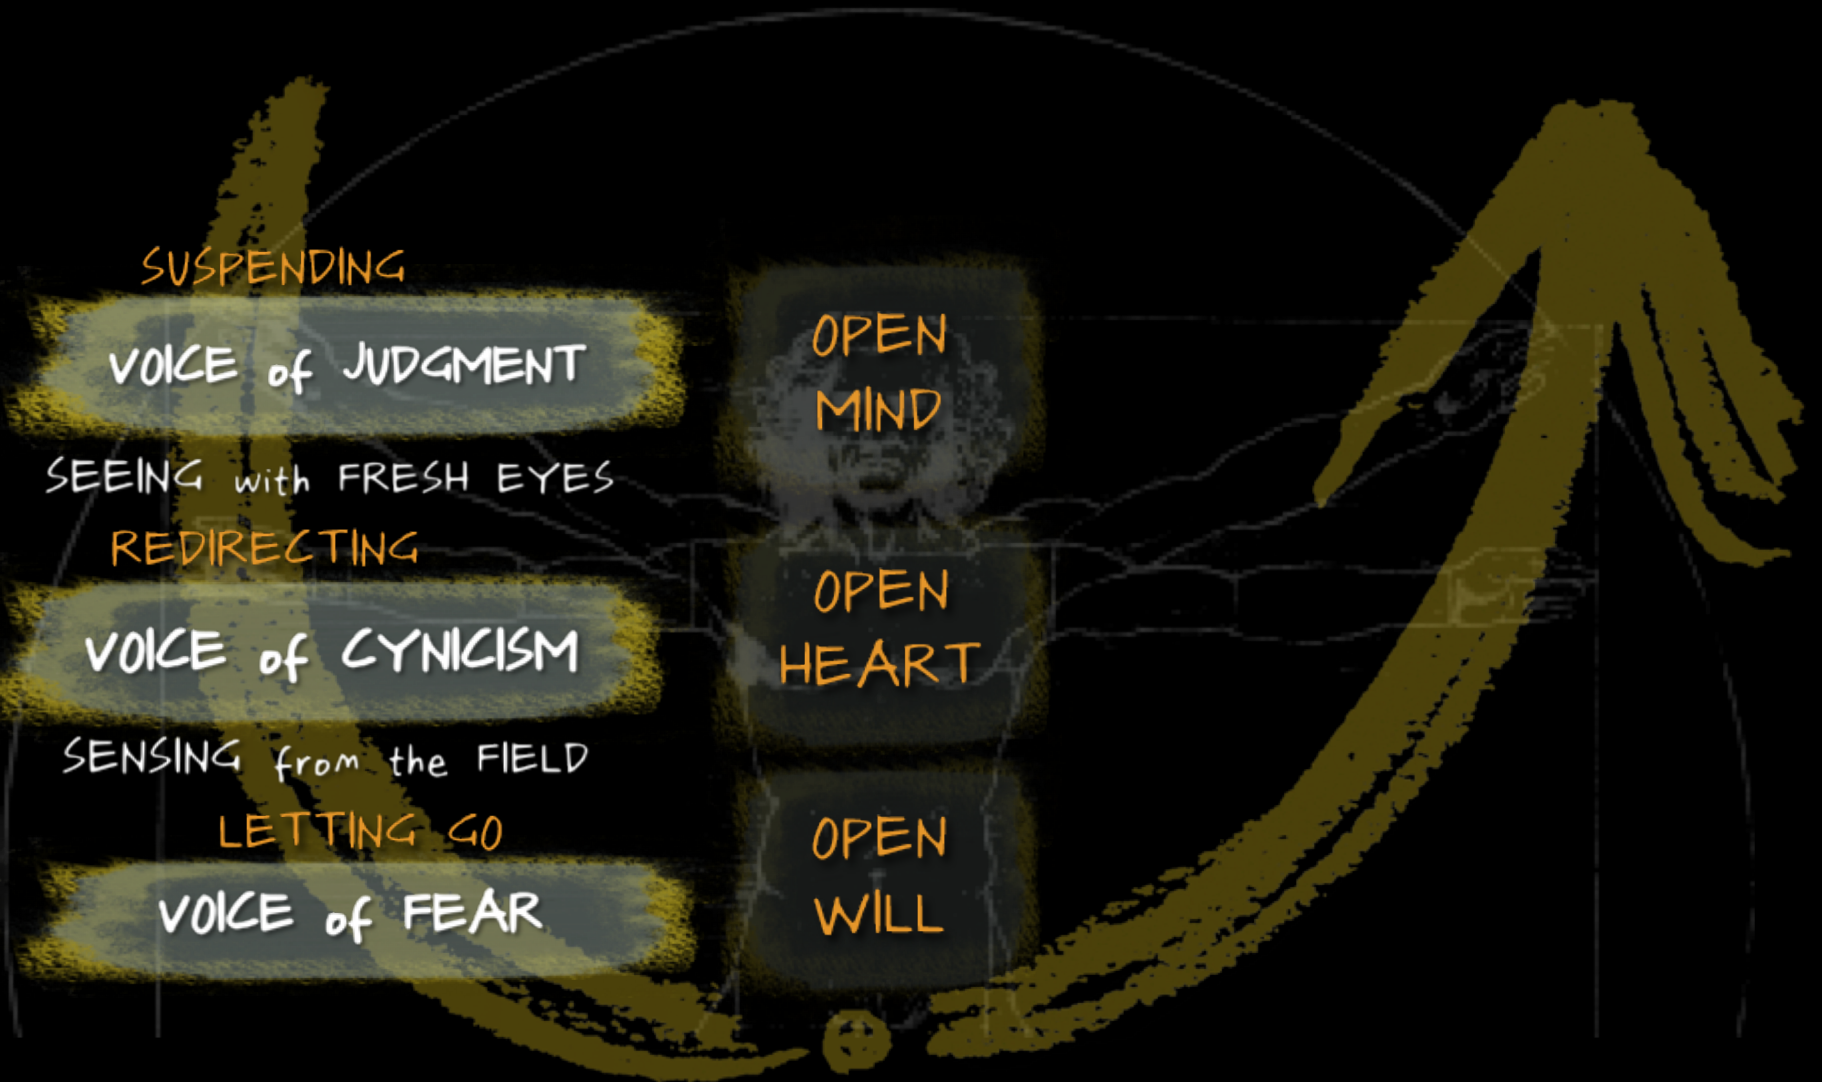 SUSPENDING
VOICE of JUDGMENT
SEEING with FRESH EYES
REDIRECTING
VOICE of CYNICISM
SENSING from the FIELD
LETTING GO
VOICE of FEAR
OPEN
MIND
OPEN
HEART
OPEN
WILL